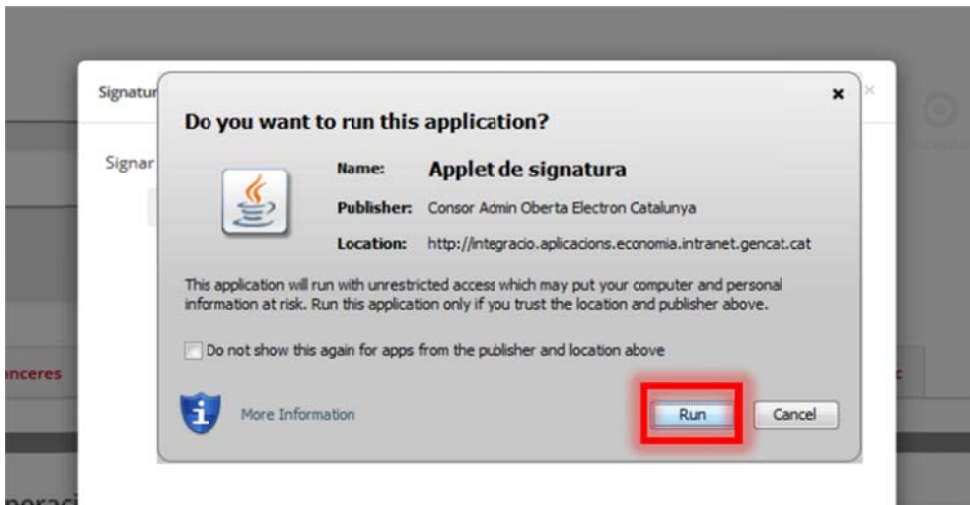 Signatur
Do you want to run this application?
Signar
Name: Applet de signatura
Publisher: Consor Admin Oberta Electron Catalunya
Location: http://integracio.aplicacions.economia.intranet.gencat.cat
This application will run with unrestricted access which may put your computer and personal
information at risk. Run this application only if you trust the location and publisher above.
Do not show this again for apps from the publisher and location above
anceres
c
More Information
Run
Cancel